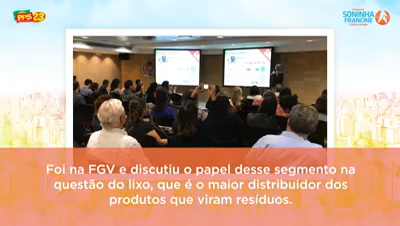 PPS 23
SONINHA
FRANCINE
Foi na FGV e discutiu o papel desse segmento na
questão do lixo, que é o maior distribuidor dos
produtos que viram resíduos.